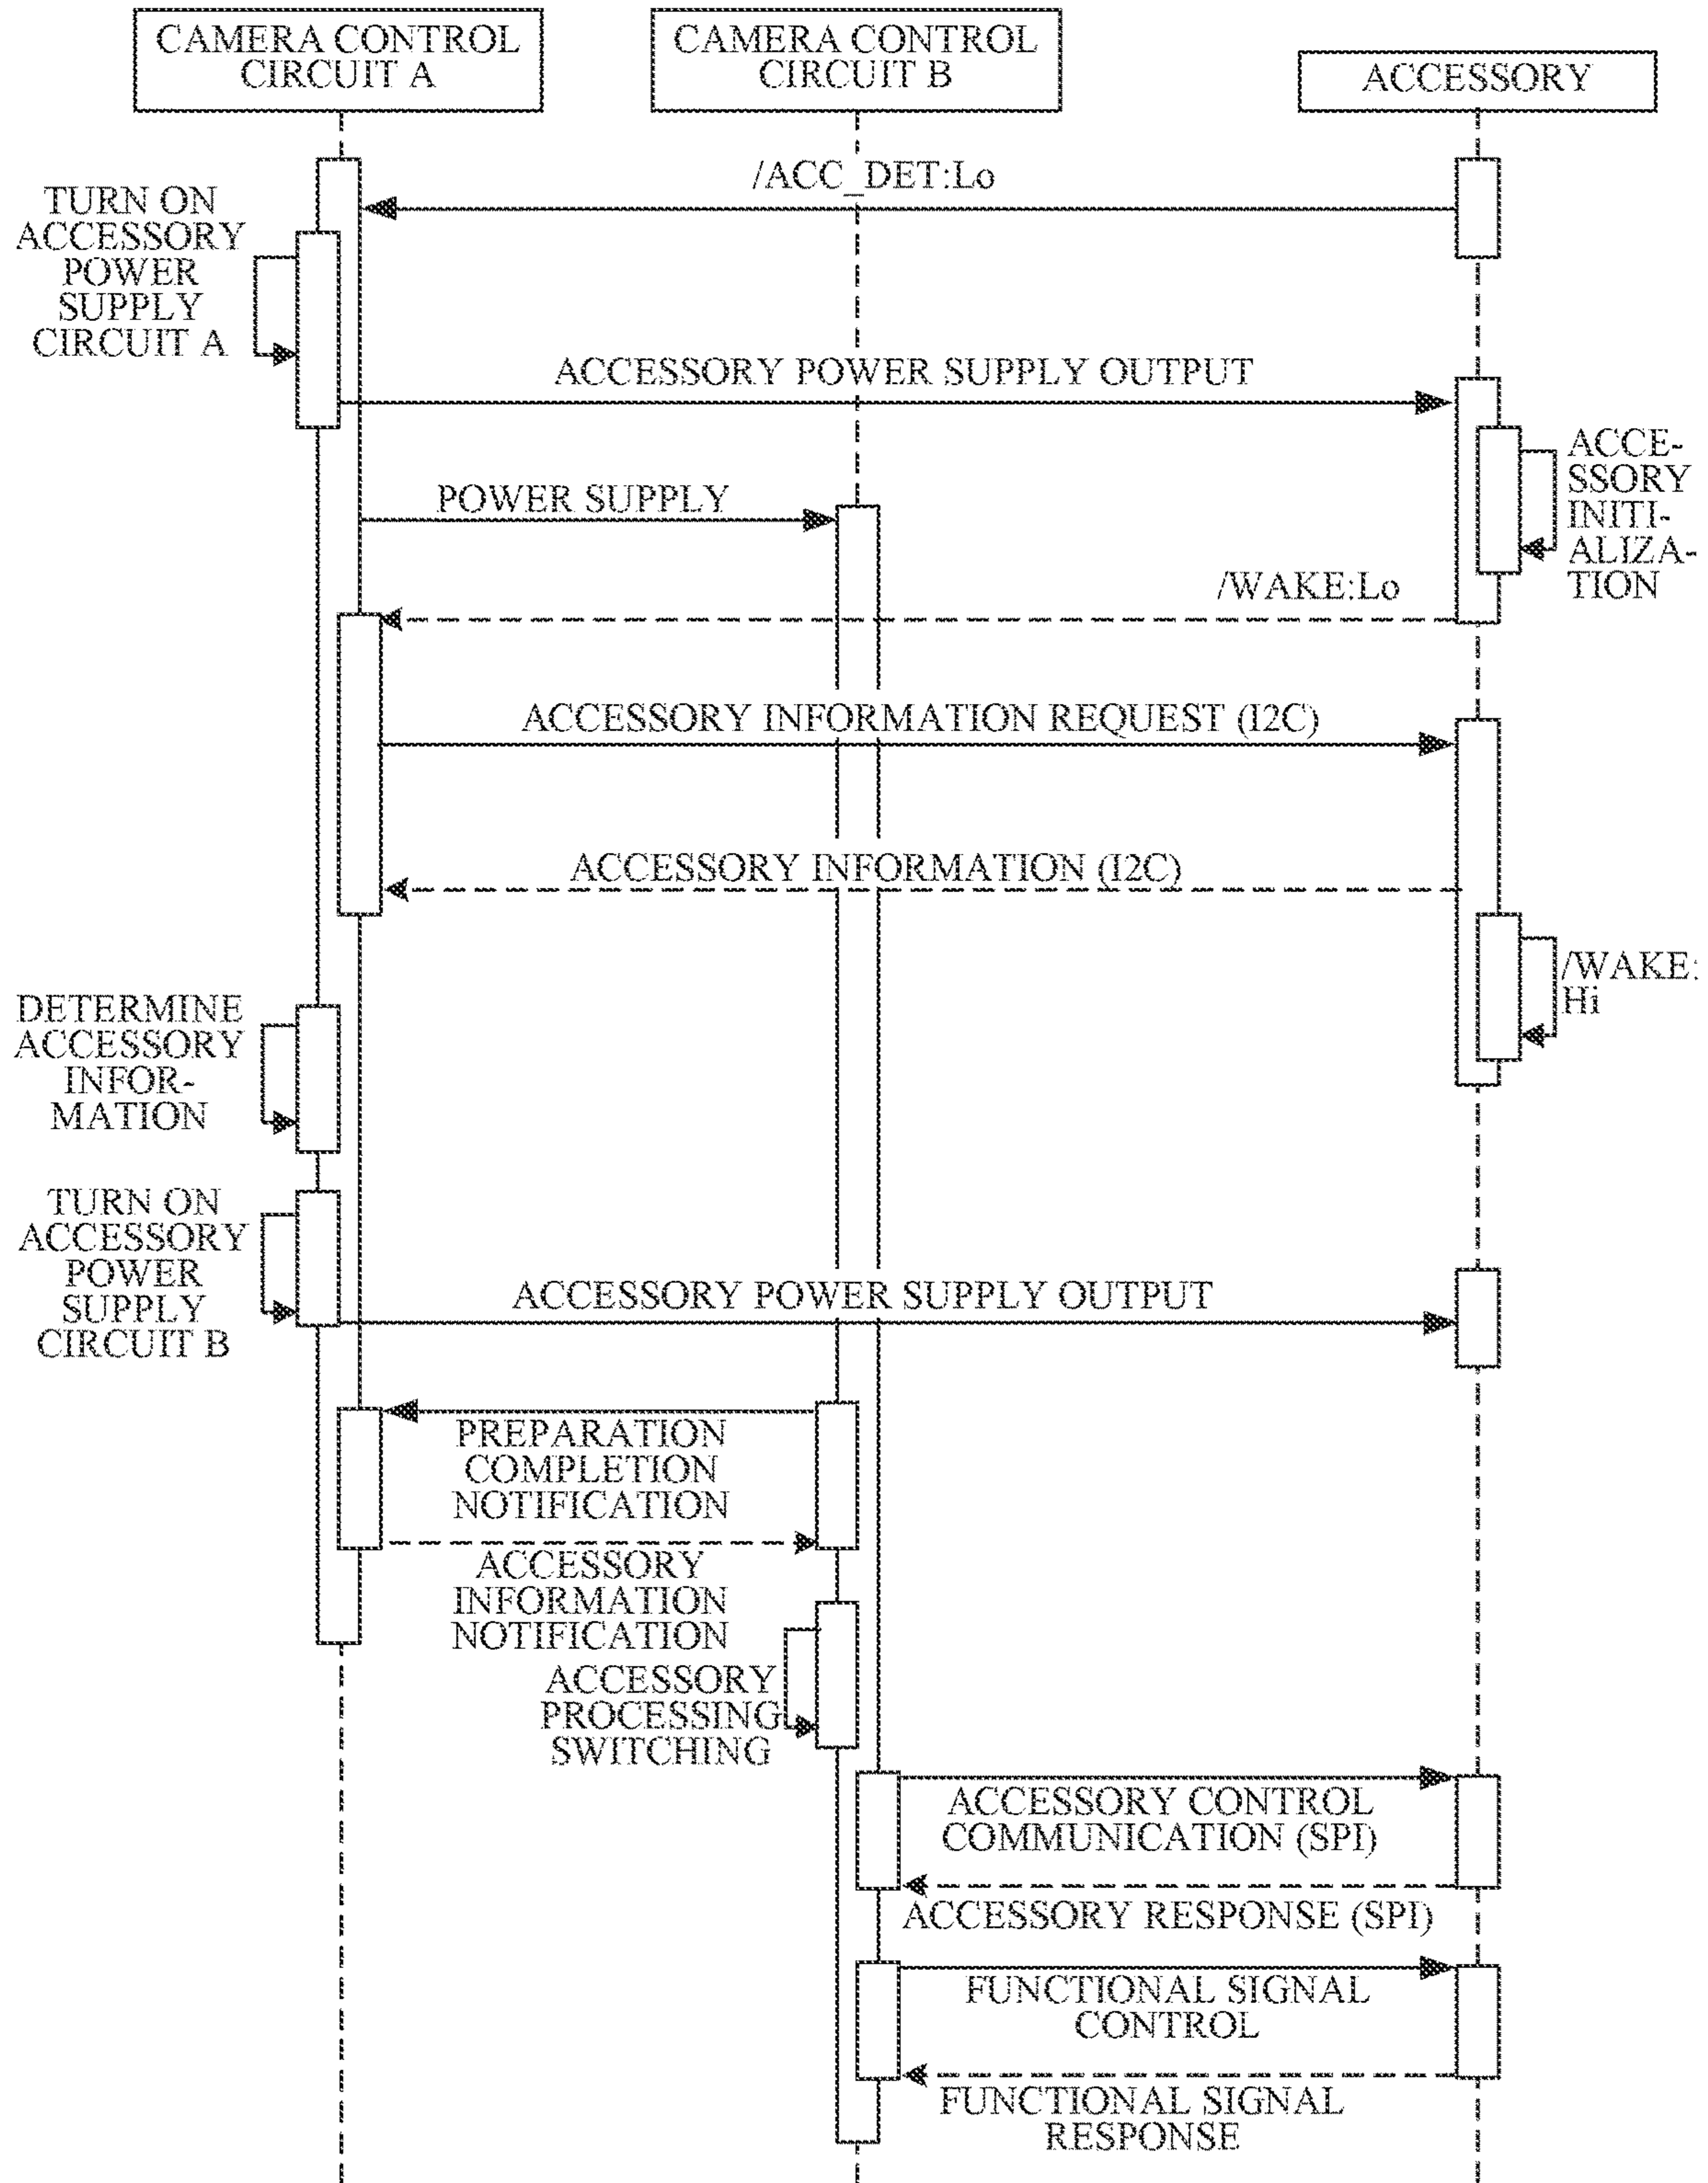 CAMERA CONTROL
CIRCUIT A
CAMERA CONTROL
CIRCUIT B
ACCESSORY
/ACC_DET:Lo
TURN ON
ACCESSORY
POWER
SUPPLY
CIRCUIT A
ACCESSORY POWER SUPPLY OUTPUT
ACCE-
SSORY
INITI-
ALIZA-
TION
POWER SUPPLY
/WAKE:Lo
ACCESSORY INFORMATION REQUEST (I2C)
ACCESSORY INFORMATION (I2C)
/WAKE:
Hi
DETERMINE
ACCESSORY
INFOR-
MATION
TURN ON
ACCESSORY
POWER
SUPPLY
CIRCUIT B
ACCESSORY POWER SUPPLY OUTPUT
PREPARATION
COMPLETION
NOTIFICATION
ACCESSORY
INFORMATION
NOTIFICATION
ACCESSORY
PROCESSING
SWITCHING
ACCESSORY CONTROL
COMMUNICATION (SPI)
ACCESSORY RESPONSE (SPI)
FUNCTIONAL SIGNAL
CONTROL
FUNCTIONAL SIGNAL
RESPONSE